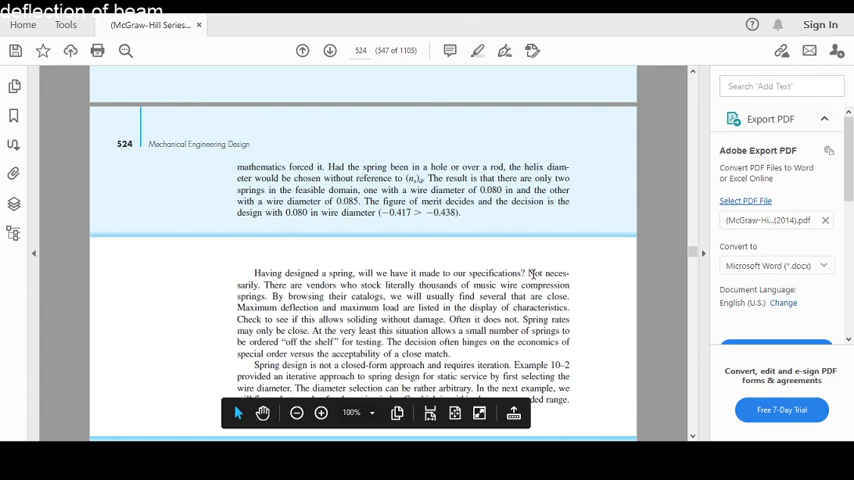 deflection of beam
Home Tools (McGraw-Hill Series... × Sign In
524 (547 of 1105)
524 Mechanical Engineering Design
mathematics forced it. Had the spring been in a hole or over a rod, the helix diam-
eter would be chosen without reference to (ns)d. The result is that there are only two
springs in the feasible domain, one with a wire diameter of 0.080 in and the other
with a wire diameter of 0.085. The figure of merit decides and the decision is the
design with 0.080 in wire diameter (−0.417 > −0.438).
Having designed a spring, will we have it made to our specifications? Not neces-
sarily. There are vendors who stock literally thousands of music wire compression
springs. By browsing their catalogs, we will usually find several that are close.
Maximum deflection and maximum load are listed in the display of characteristics.
Check to see if this allows soliding without damage. Often it does not. Spring rates
may only be close. At the very least this situation allows a small number of springs to
be ordered “off the shelf” for testing. The decision often hinges on the economics of
special order versus the acceptability of a close match.
Spring design is not a closed-form approach and requires iteration. Example 10–2
provided an iterative approach to spring design for static service by first selecting the
wire diameter. The diameter selection can be rather arbitrary. In the next example, we
ded range.
100%
Search 'Add Text'
Export PDF
Adobe Export PDF
Convert PDF Files to Word
or Excel Online
Select PDF File
(McGraw-Hi...(2014).pdf ×
Convert to
Microsoft Word (*.docx)
Document Language:
English (U.S.) Change
Convert, edit and e-sign PDF
forms & agreements
Free 7-Day Trial